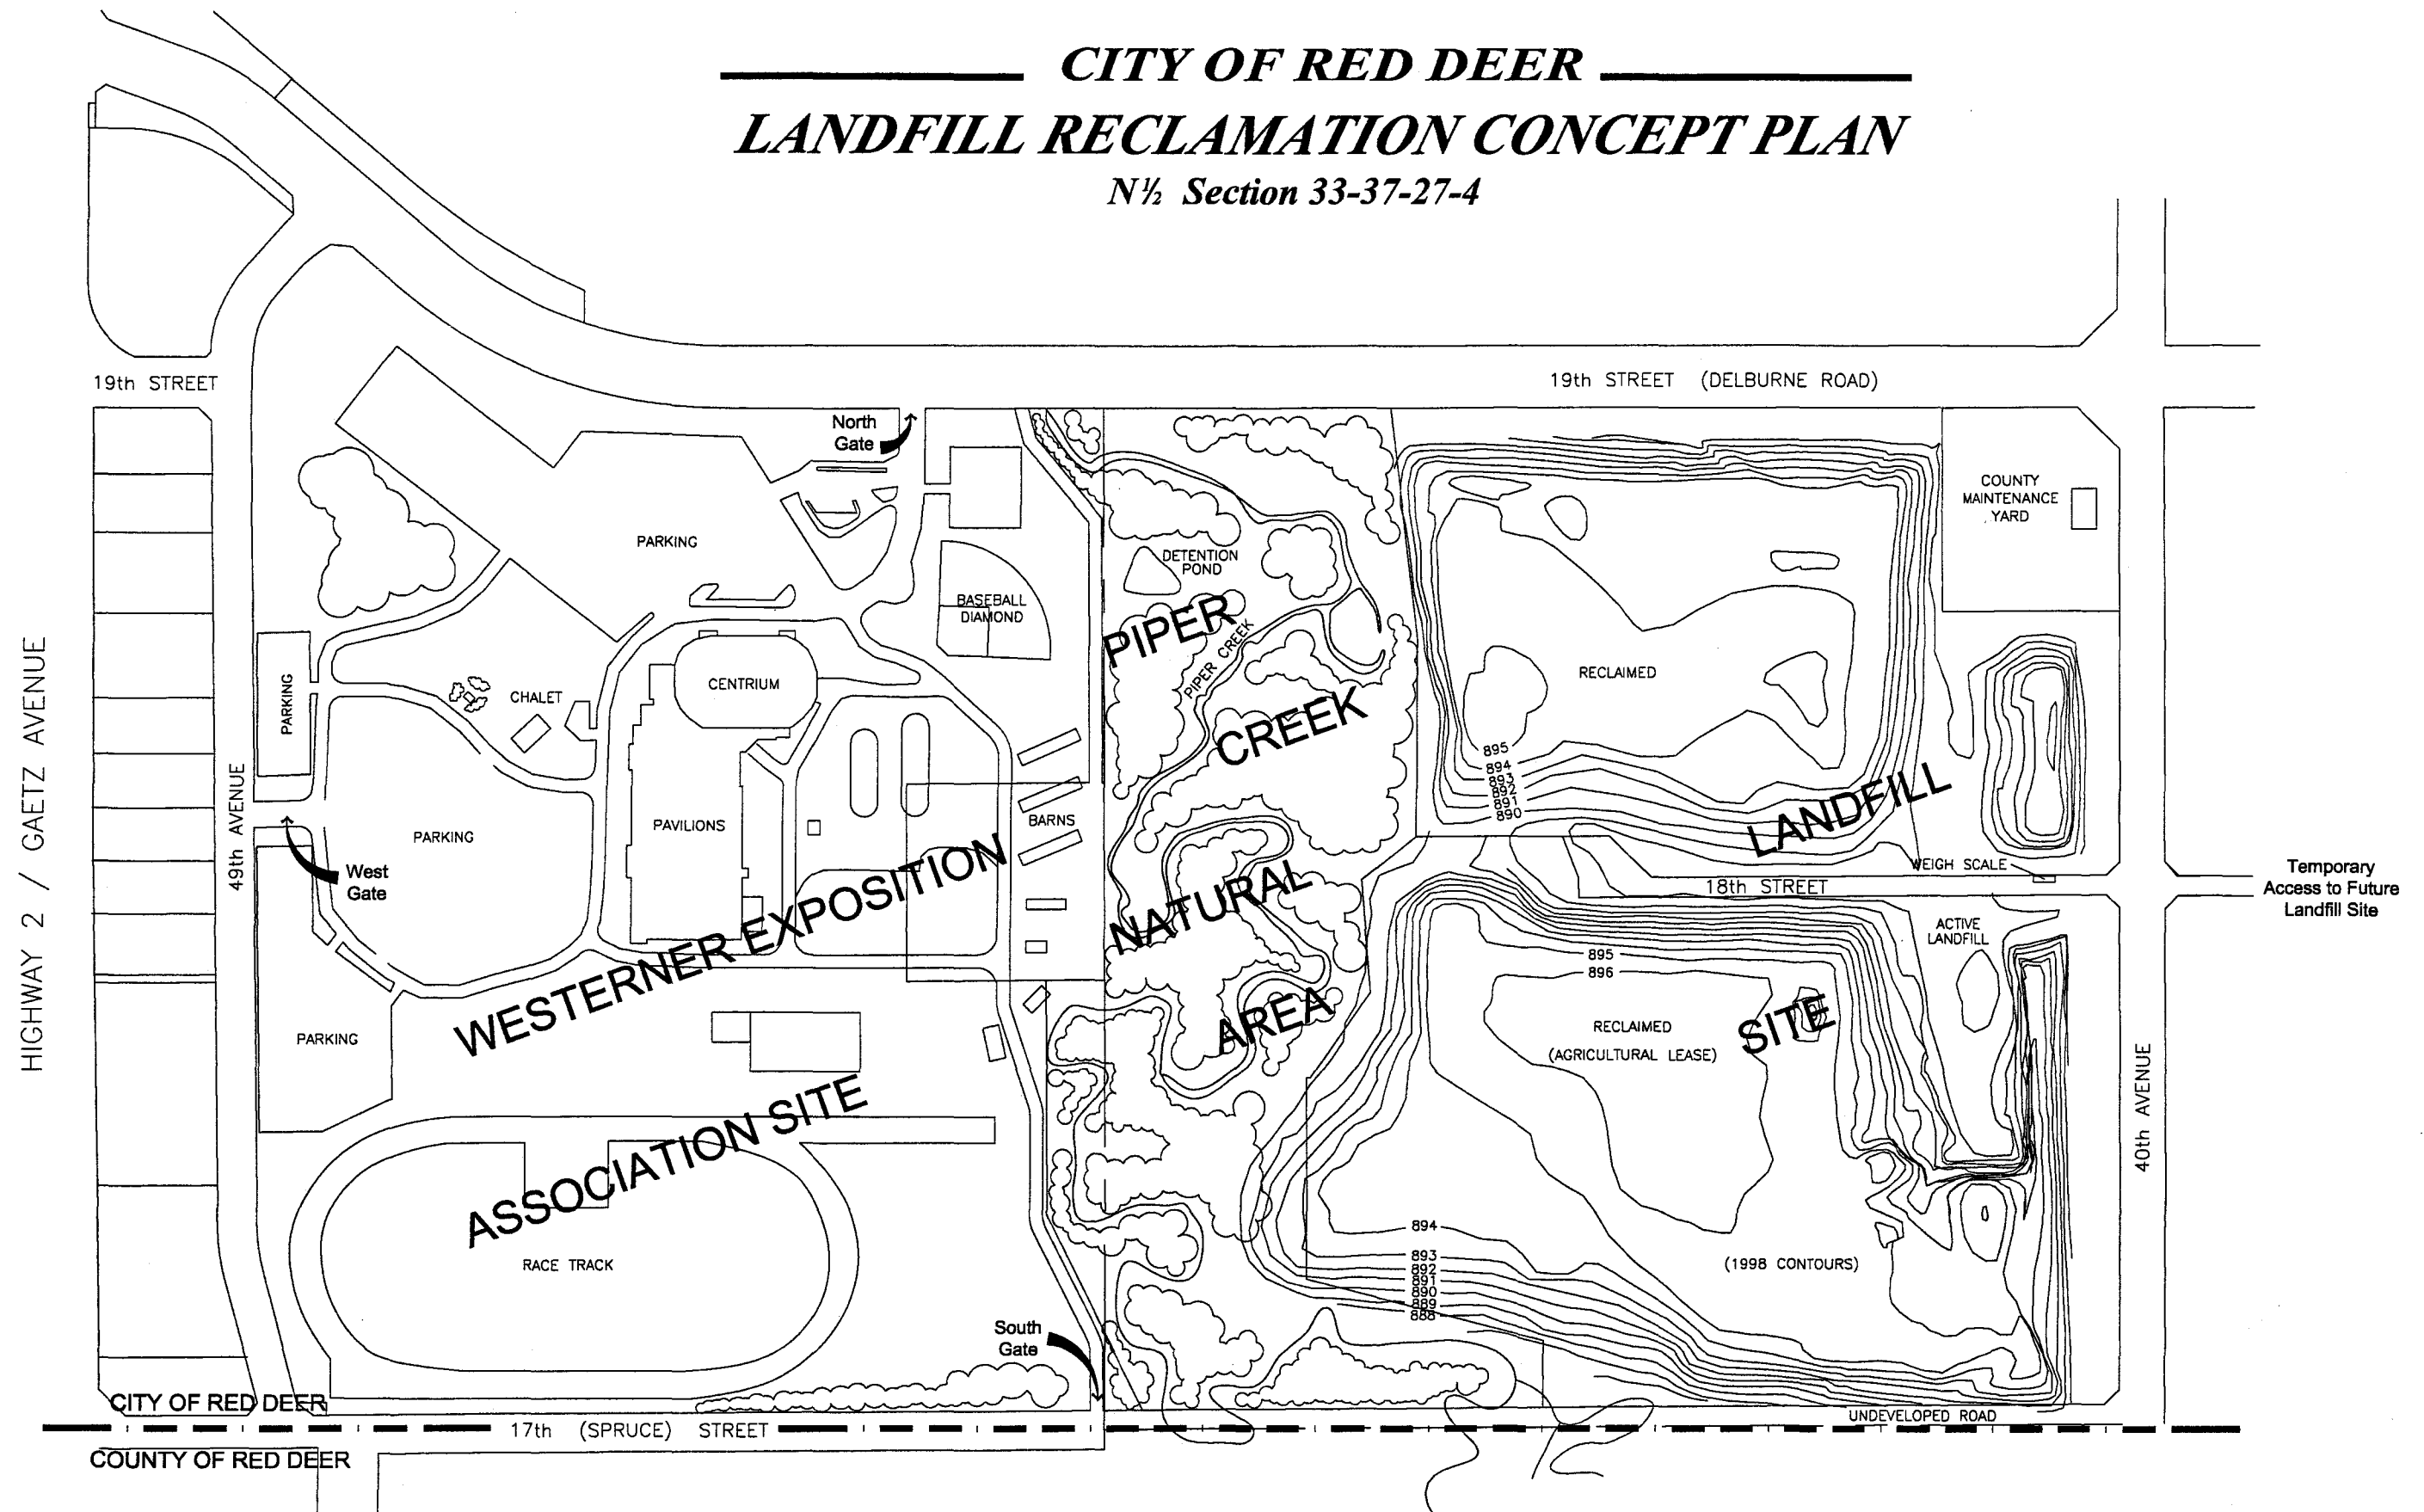 CITY OF RED DEER
LANDFILL RECLAMATION CONCEPT PLAN
N½ Section 33-37-27-4
19th STREET
19th STREET (DELBURNE ROAD)
North
Gate
COUNTY
MAINTENANCE
YARD
PARKING
DETENTION
POND
BASEBALL
DIAMOND
PIPER
PIPER CREEK
RECLAIMED
CENTRIUM
CHALET
PARKING
CREEK
HIGHWAY 2 / GAETZ AVENUE
49th AVENUE
895
894
893
892
891
890
LANDFILL
PARKING
PAVILIONS
BARNS
West
Gate
WEIGH SCALE
18th STREET
Temporary
Access to Future
Landfill Site
NATURAL
WESTERNER EXPOSITION
ACTIVE
LANDFILL
895
896
AREA
SITE
RECLAIMED
(AGRICULTURAL LEASE)
PARKING
40th AVENUE
ASSOCIATION SITE
894
893
892
891
890
889
888
(1998 CONTOURS)
RACE TRACK
South
Gate
CITY OF RED DEER
UNDEVELOPED ROAD
17th (SPRUCE) STREET
COUNTY OF RED DEER